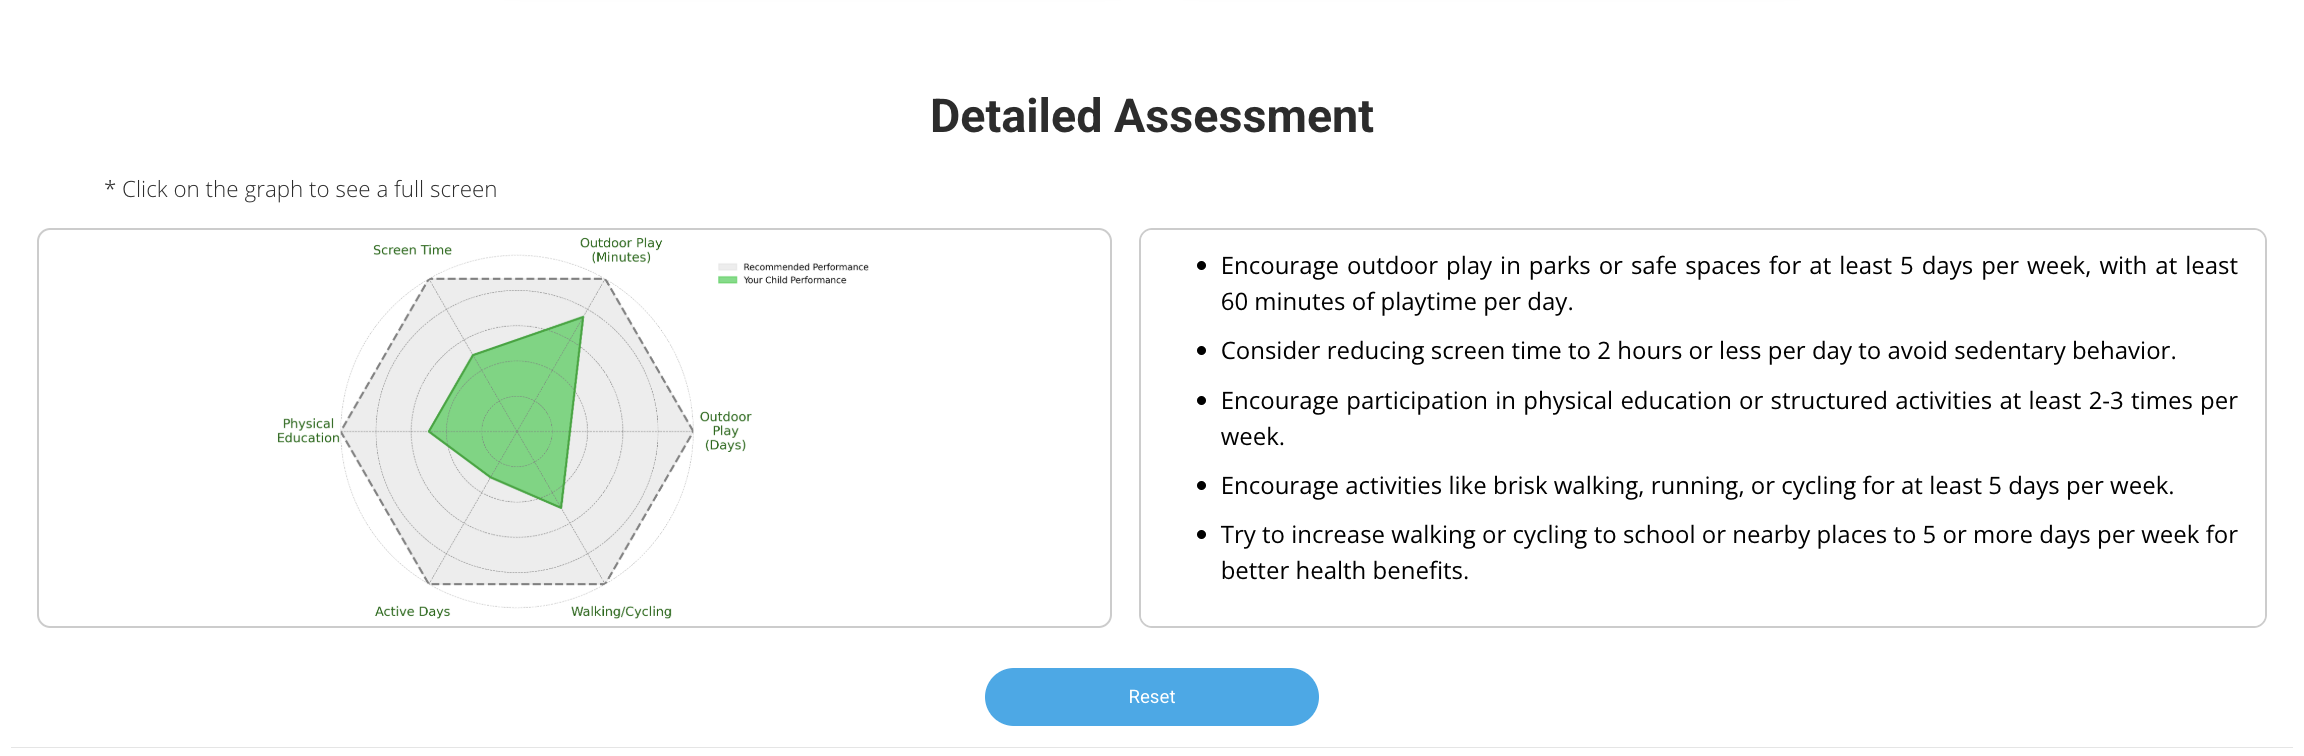 Detailed Assessment
* Click on the graph to see a full screen
Screen Time
Outdoor Play
(Minutes)
Recommended Performance
Your Child Performance
Physical
Education
Outdoor
Play
(Days)
Active Days
Walking/Cycling
• Encourage outdoor play in parks or safe spaces for at least 5 days per week, with at least
60 minutes of playtime per day.
• Consider reducing screen time to 2 hours or less per day to avoid sedentary behavior.
• Encourage participation in physical education or structured activities at least 2-3 times per
week.
• Encourage activities like brisk walking, running, or cycling for at least 5 days per week.
• Try to increase walking or cycling to school or nearby places to 5 or more days per week for
better health benefits.
Reset